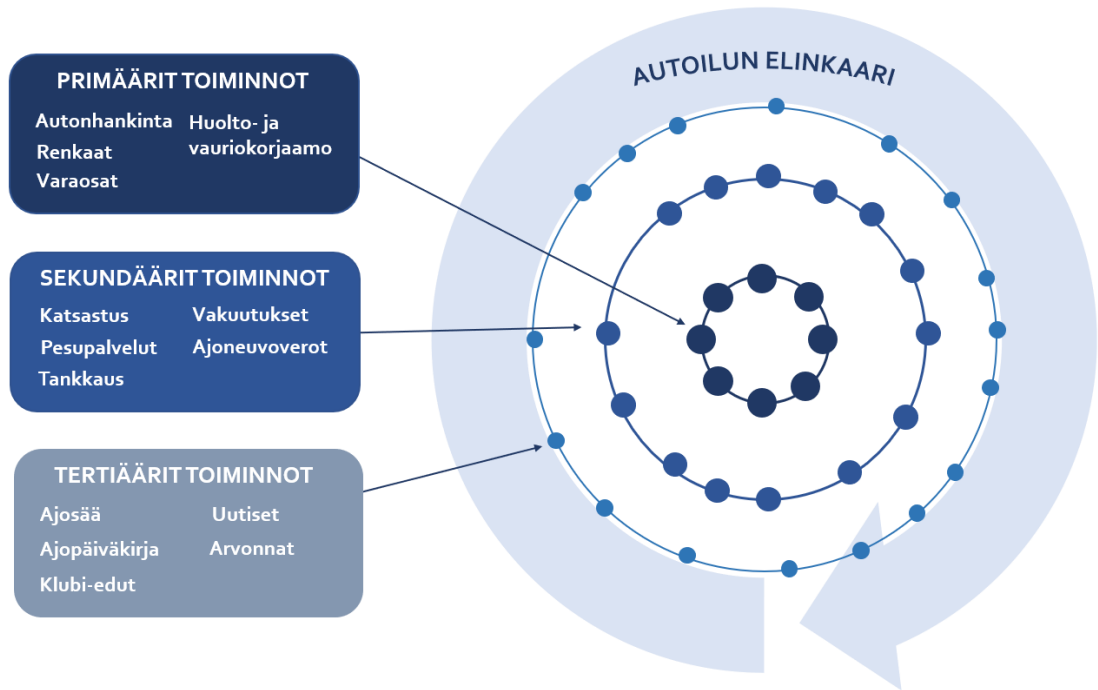 AUTOILUN ELINKAARI
PRIMÄÄRIT TOIMINNOT
Autonhankinta
Renkaat
Varaosat
Huolto- ja
vauriokorjaamo
SEKUNDÄÄRIT TOIMINNOT
Katsastus
Pesupalvelut
Tankkaus
Vakuutukset
Ajoneuvoverot
TERTIÄÄRIT TOIMINNOT
Ajosää
Ajopäiväkirja
Klubi-edut
Uutiset
Arvonnat